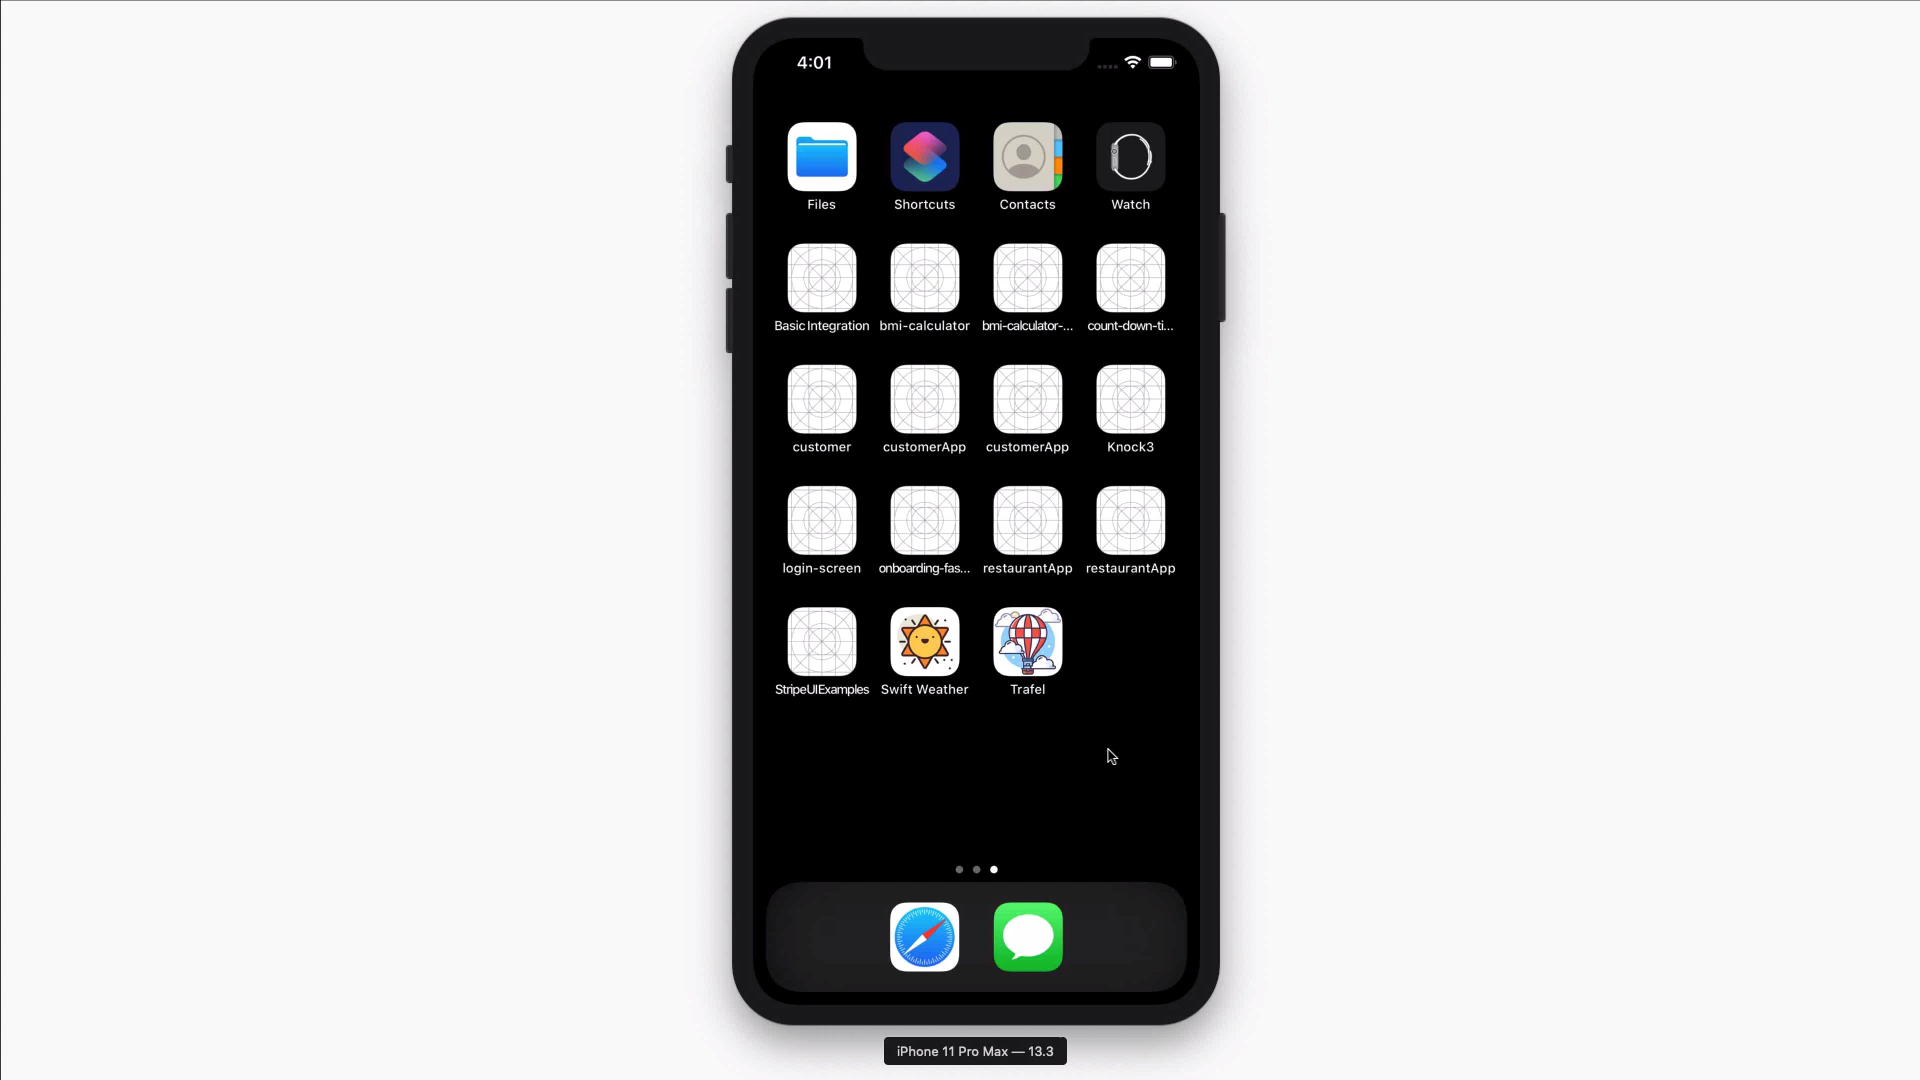 4:01
Files Shortcuts Contacts Watch
Basic Integration bmi-calculator bmi-calculator-... count-down-ti...
customer customerApp customerApp Knock3
login-screen onboarding-fas... restaurantApp restaurantApp
StripeUIExamples Swift Weather Trafel
iPhone 11 Pro Max — 13.3